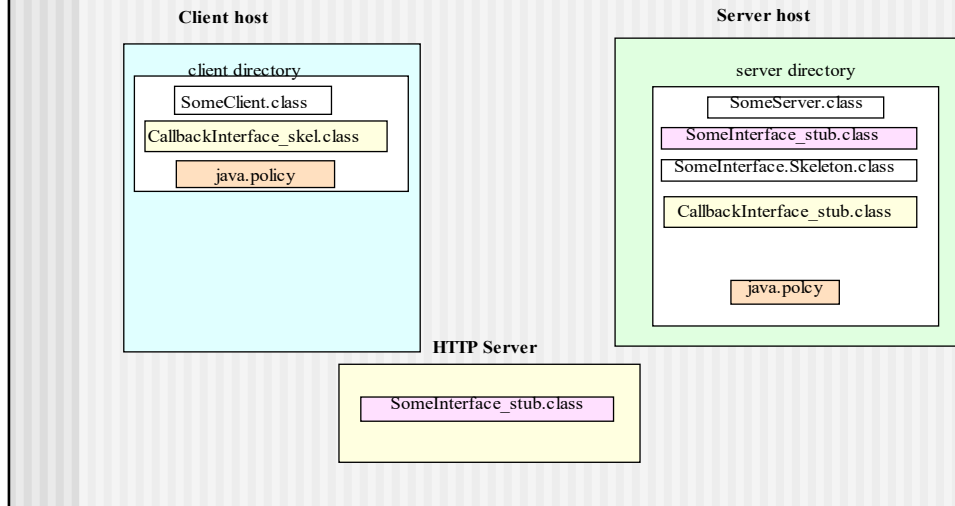 Client host
client directory
SomeClient.class
CallbackInterface_skel.class
java.policy
Server host
server directory
SomeServer.class
SomeInterface_stub.class
SomeInterface.Skeleton.class
CallbackInterface_stub.class
java.polcy
HTTP Server
SomeInterface_stub.class